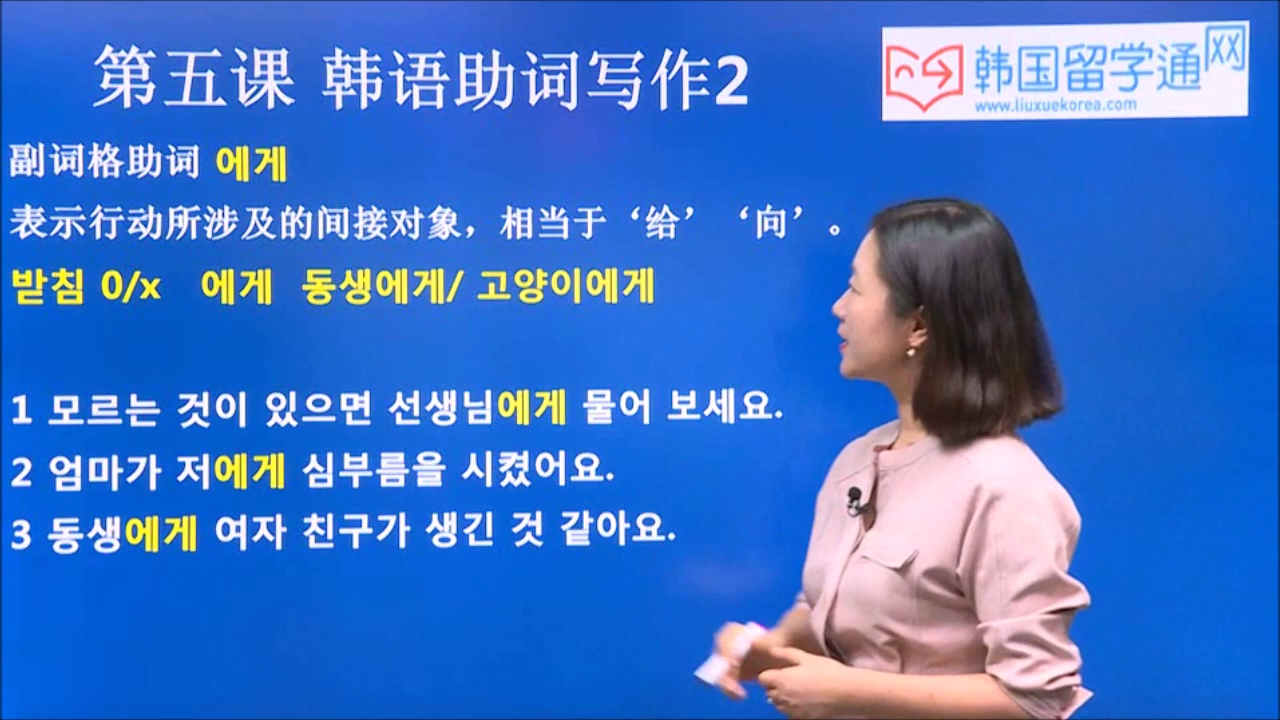 第五课 韩语助词写作2
韩国留学通网
www.liuxuekorea.com
副词格助词 에게
表示行动所涉及的间接对象，相当于‘给’‘向’。
받침 0/x 에게 동생에게/ 고양이에게
1 모르는 것이 있으면 선생님에게 물어 보세요.
2 엄마가 저에게 심부름을 시켰어요.
3 동생에게 여자 친구가 생긴 것 같아요.